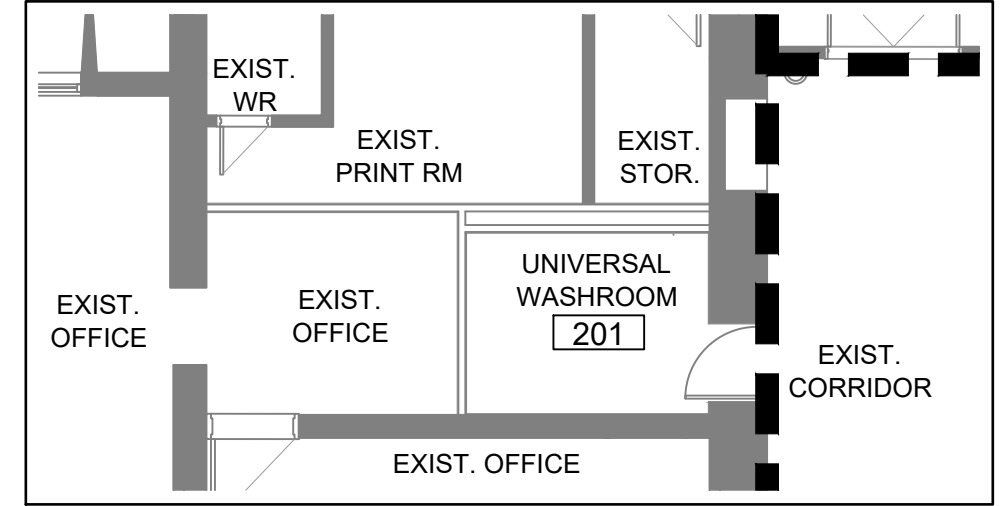 EXIST.
WR
EXIST.
PRINT RM
EXIST.
STOR.
UNIVERSAL
WASHROOM
201
EXIST.
OFFICE
EXIST.
OFFICE
EXIST.
CORRIDOR
EXIST. OFFICE